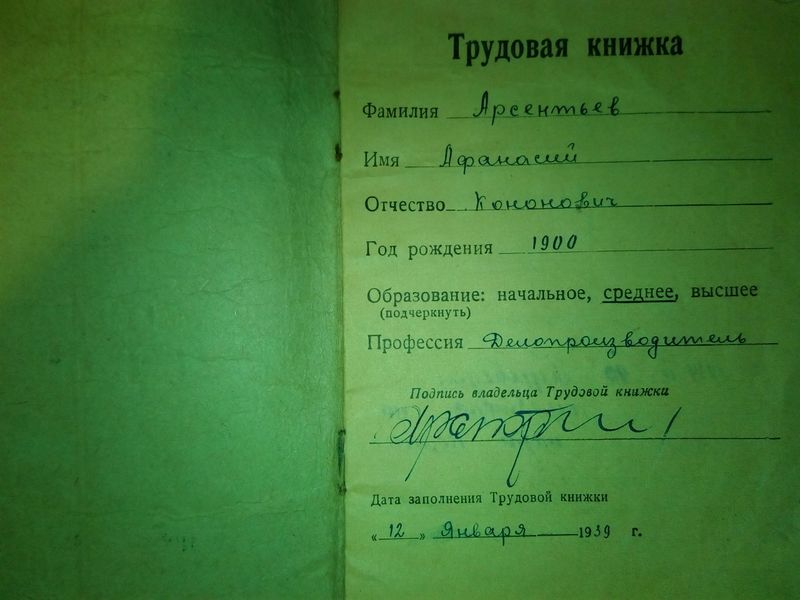 Трудовая книжка
Фамилия Арсентьев
Имя Афанасий
Отчество Кононович
Год рождения 1900
Образование: начальное, среднее, высшее
(подчеркнуть)
Профессия Делопроизводитель
Подпись владельца Трудовой книжки
Дата заполнения Трудовой книжки
«12» Января 1939 г.